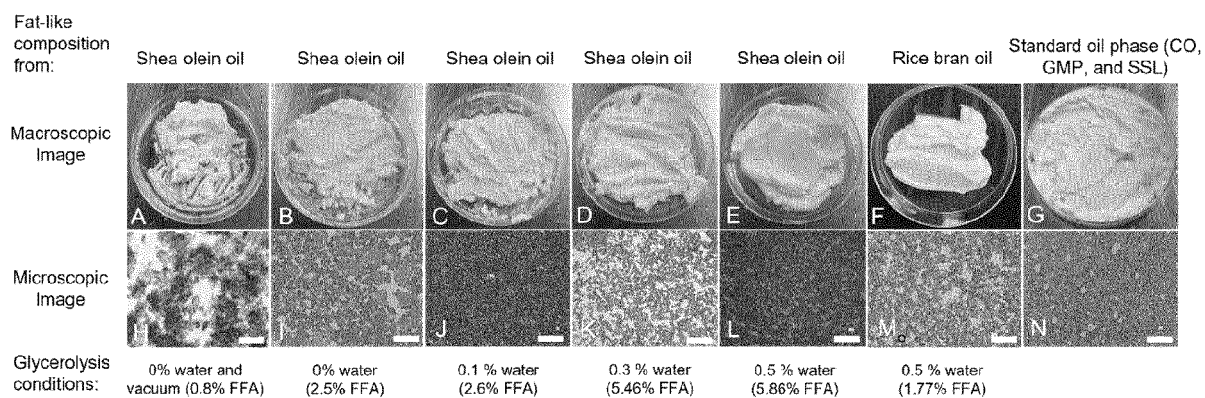 Fat-like
composition
from:
Shea olein oil
Shea olein oil
Shea olein oil
Shea olein oil
Shea olein oil
Rice bran oil
Standard oil phase (CO,
GMP, and SSL)
Macroscopic
Image
A
B
C
D
E
F
G
Microscopic
Image
H
I
J
K
L
M
N
Glycerolysis
conditions:
0% water and
vacuum (0.8% FFA)
0% water
(2.5% FFA)
0.1 % water
(2.6% FFA)
0.3 % water
(5.46% FFA)
0.5 % water
(5.86% FFA)
0.5 % water
(1.77% FFA)